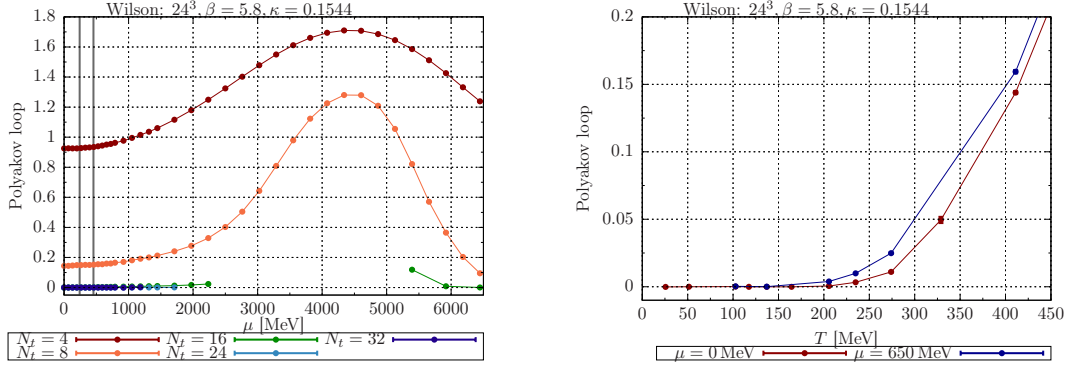 Wilson: 24³, β = 5.8, κ = 0.1544
Polyakov loop
1.8
1.6
1.4
1.2
1
0.8
0.6
0.4
0.2
0
0 1000 2000 3000 4000 5000 6000
μ [MeV]
N_t = 4 N_t = 16 N_t = 32
N_t = 8 N_t = 24
Wilson: 24³, β = 5.8, κ = 0.1544
Polyakov loop
0.2
0.15
0.1
0.05
0
0 50 100 150 200 250 300 350 400 450
T [MeV]
μ = 0 MeV μ = 650 MeV